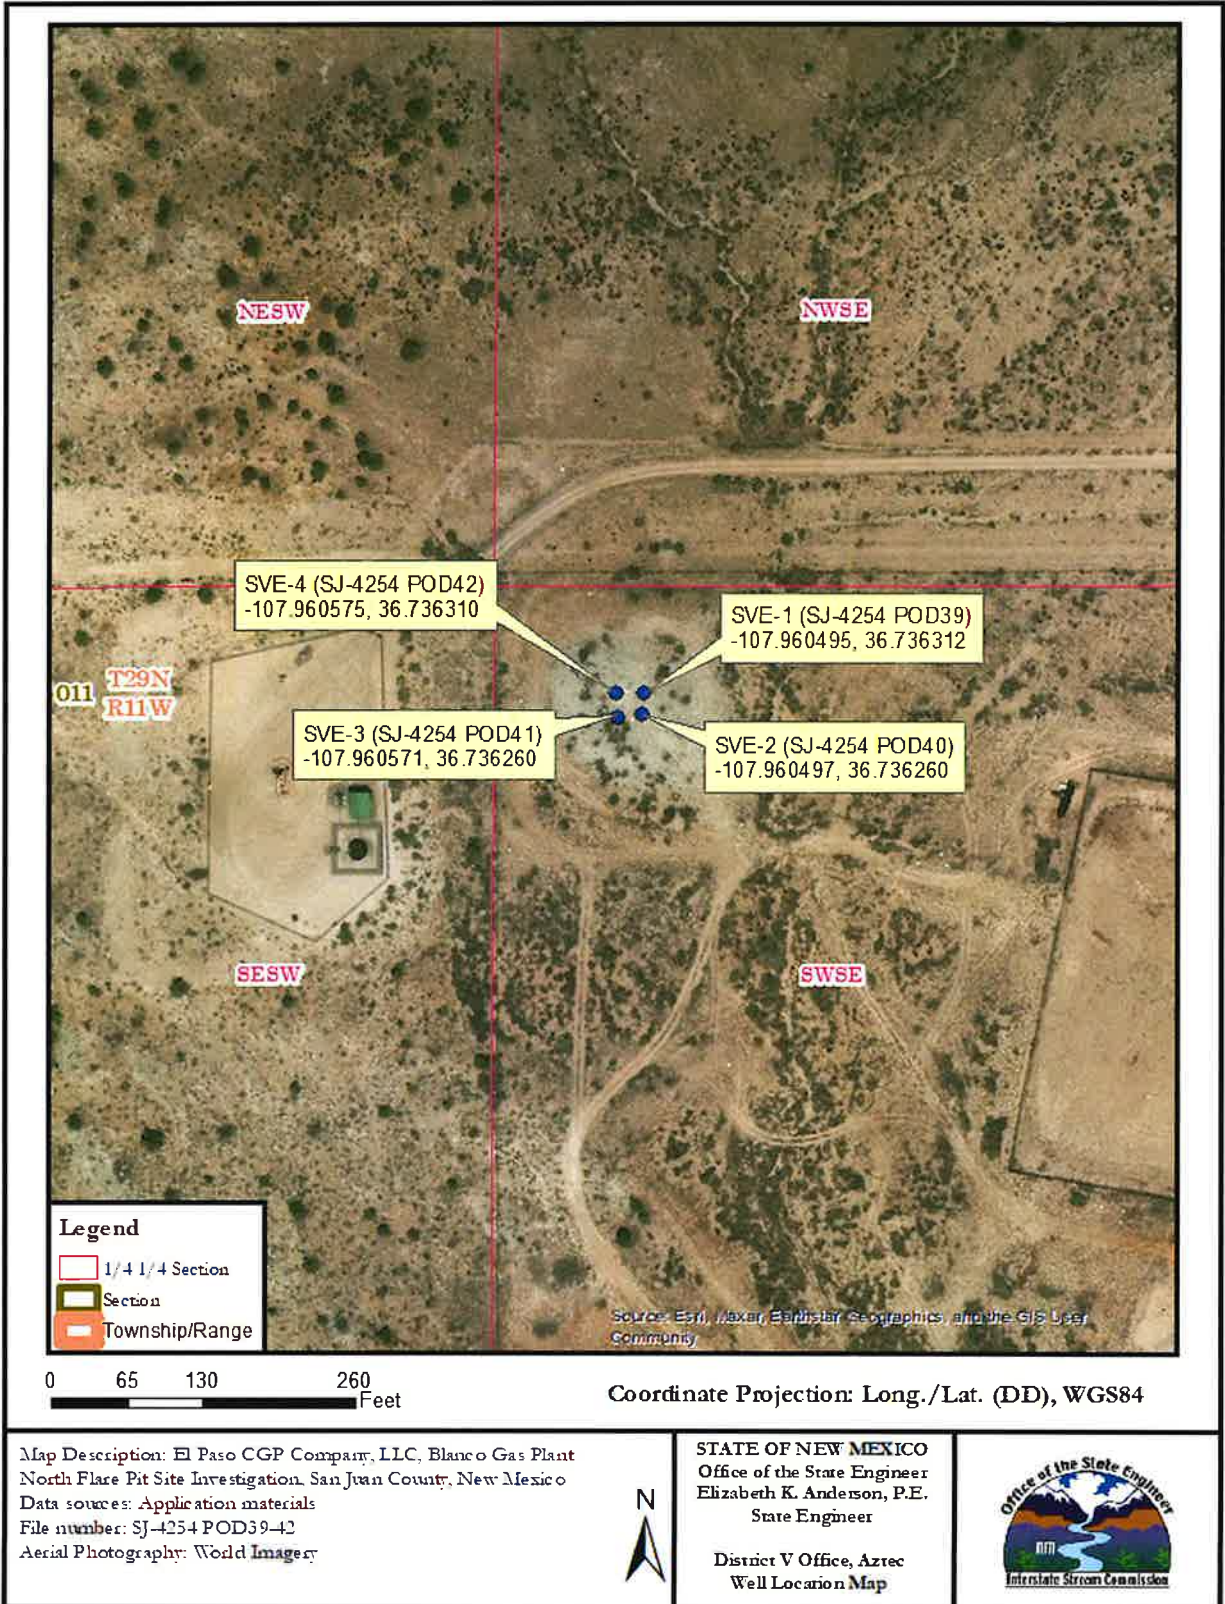 NESW
NWSE
SVE-4 (SJ-4254 POD42)
-107.960575, 36.736310
SVE-1 (SJ-4254 POD39)
-107.960495, 36.736312
011
T29N
R11W
SVE-3 (SJ-4254 POD41)
-107.960571, 36.736260
SVE-2 (SJ-4254 POD40)
-107.960497, 36.736260
SESW
SWSE
Legend
1/4 1/4 Section
Section
Township/Range
Source: Esri, Maxar, Earthstar Geographics, and the GIS User
Community
0 65 130 260
Feet
Coordinate Projection: Long./Lat. (DD), WGS84
Map Description: El Paso CGP Company, LLC, Blanco Gas Plant
North Flare Pit Site Investigation, San Juan County, New Mexico
Data sources: Application materials
File number: SJ-4254 POD39-42
Aerial Photography: World Imagery
N
STATE OF NEW MEXICO
Office of the State Engineer
Elizabeth K. Anderson, P.E.
State Engineer
District V Office, Aztec
Well Location Map
Office of the State Engineer
nm
Interstate Stream Commission